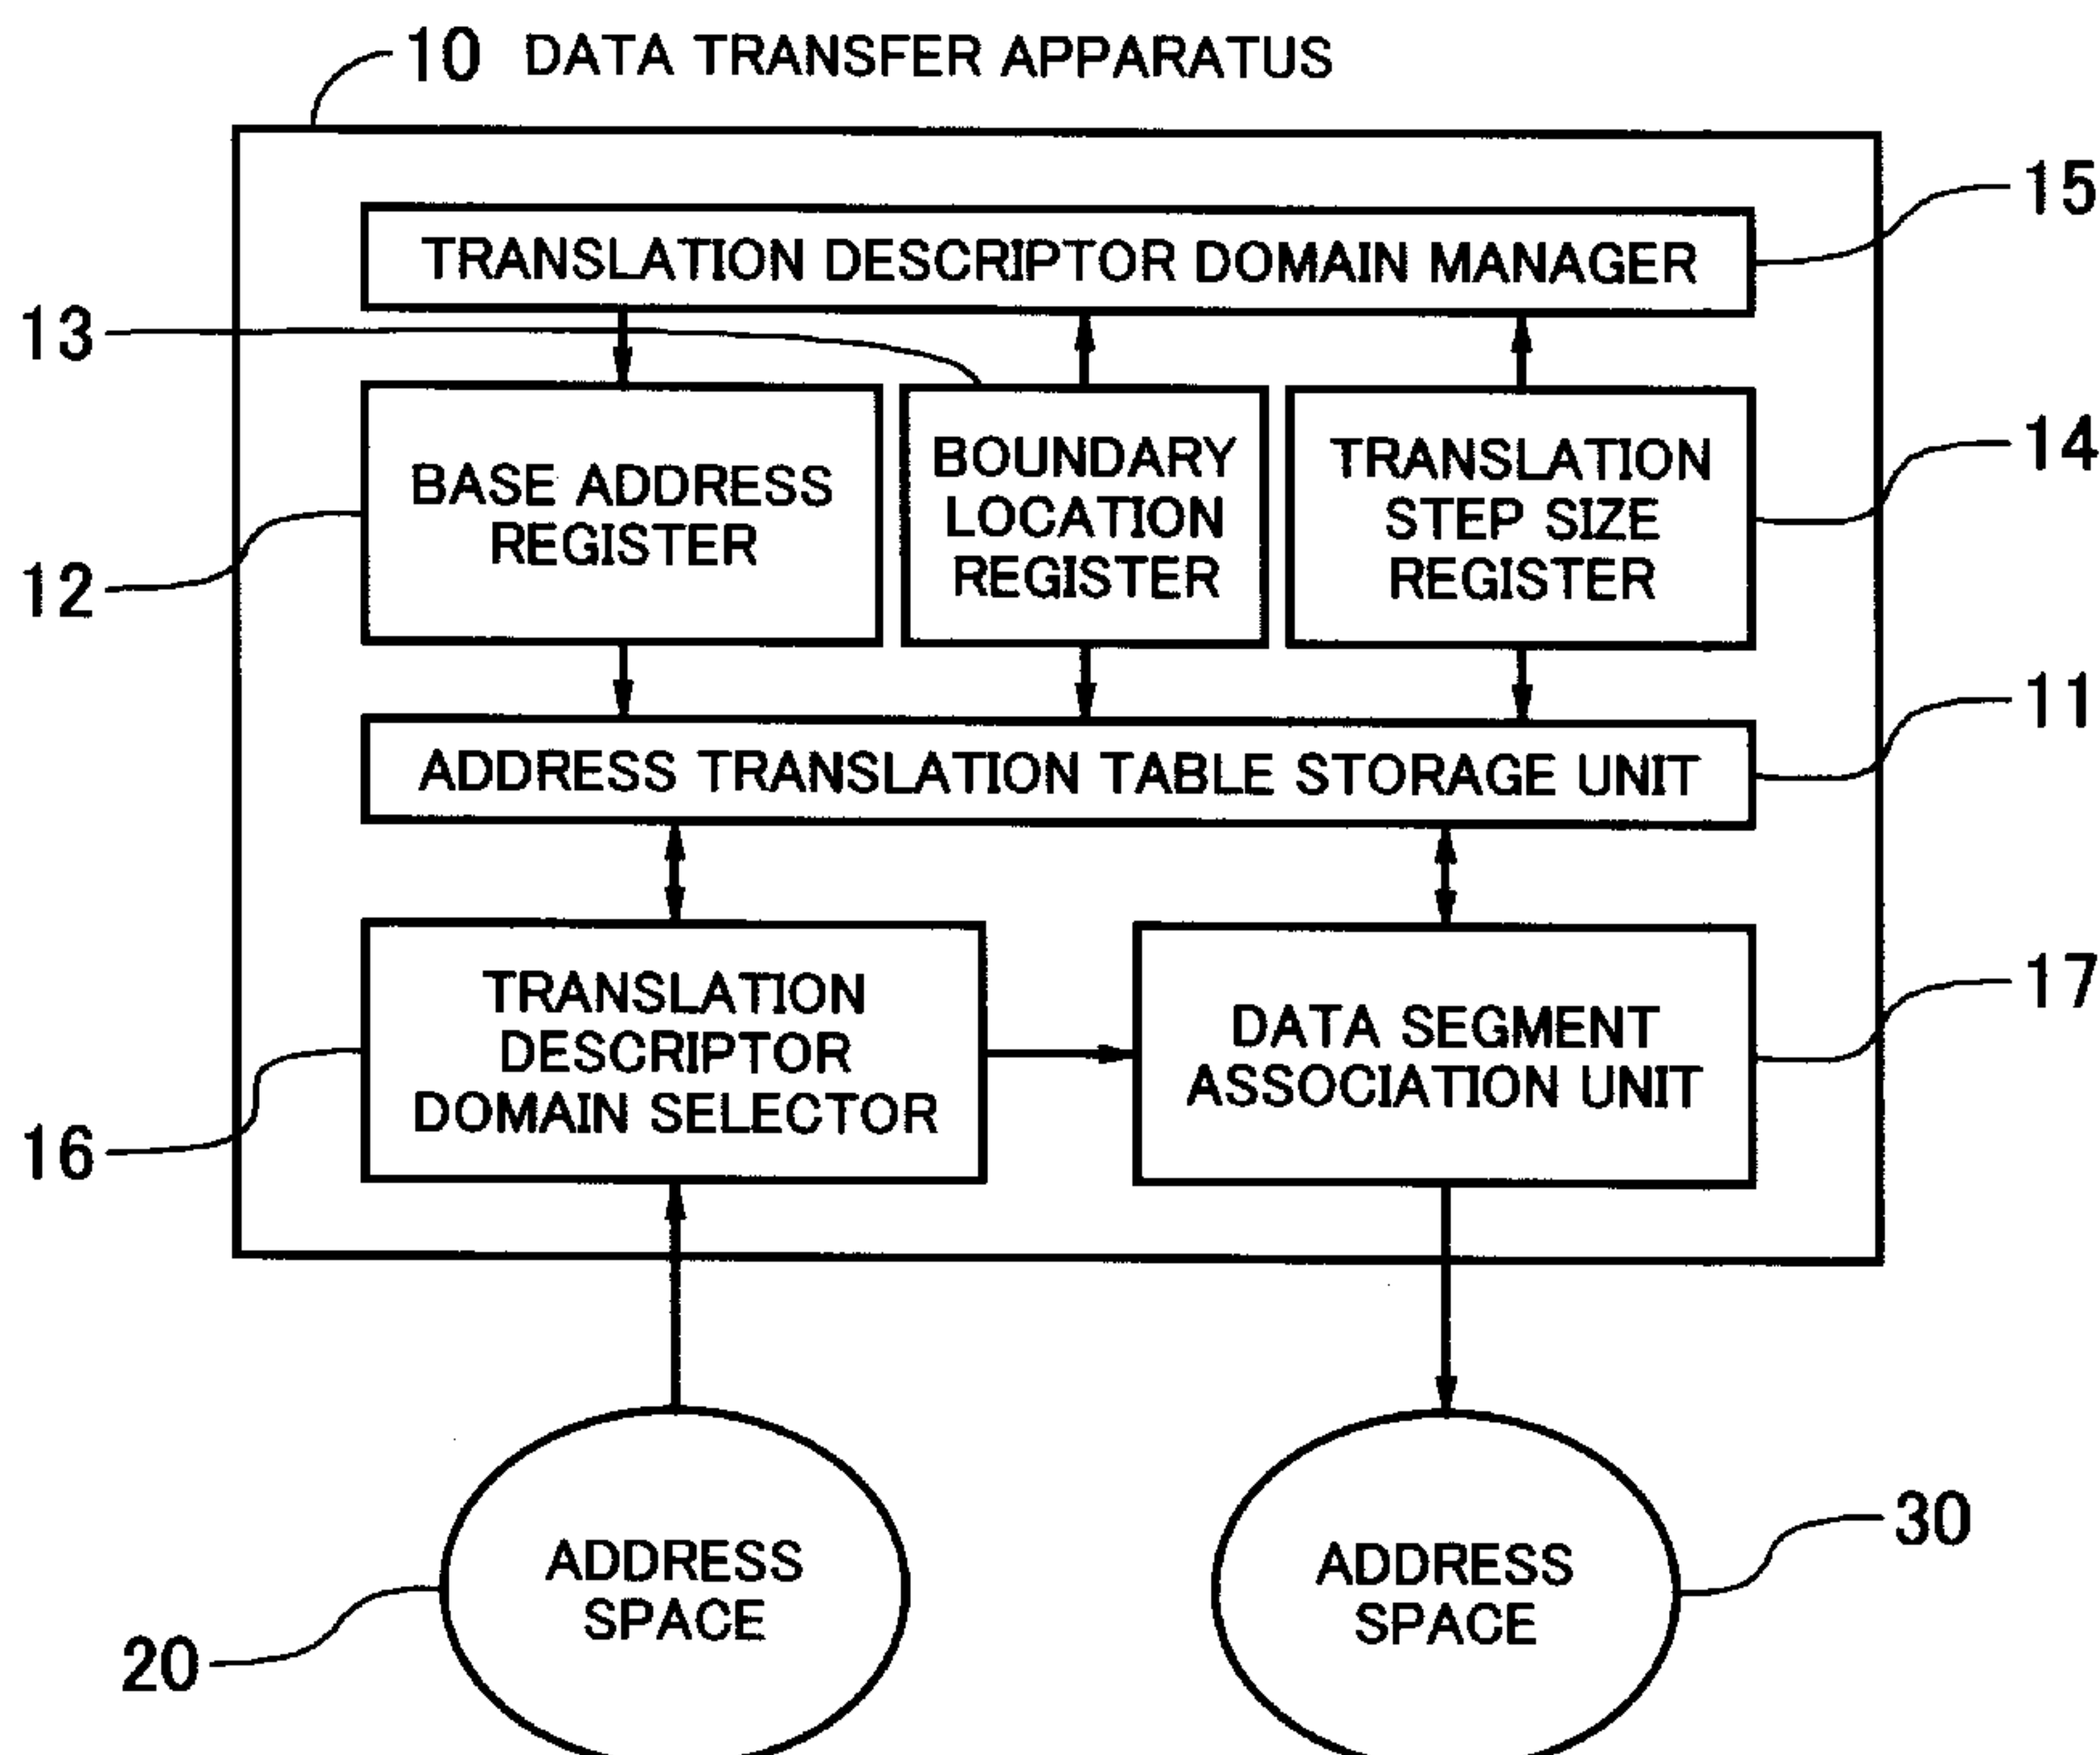 10 DATA TRANSFER APPARATUS
15
TRANSLATION DESCRIPTOR DOMAIN MANAGER
13
BASE ADDRESS
REGISTER
BOUNDARY
LOCATION
REGISTER
TRANSLATION
STEP SIZE
REGISTER
14
12
11
ADDRESS TRANSLATION TABLE STORAGE UNIT
TRANSLATION
DESCRIPTOR
DOMAIN SELECTOR
DATA SEGMENT
ASSOCIATION UNIT
17
16
ADDRESS
SPACE
20
ADDRESS
SPACE
30